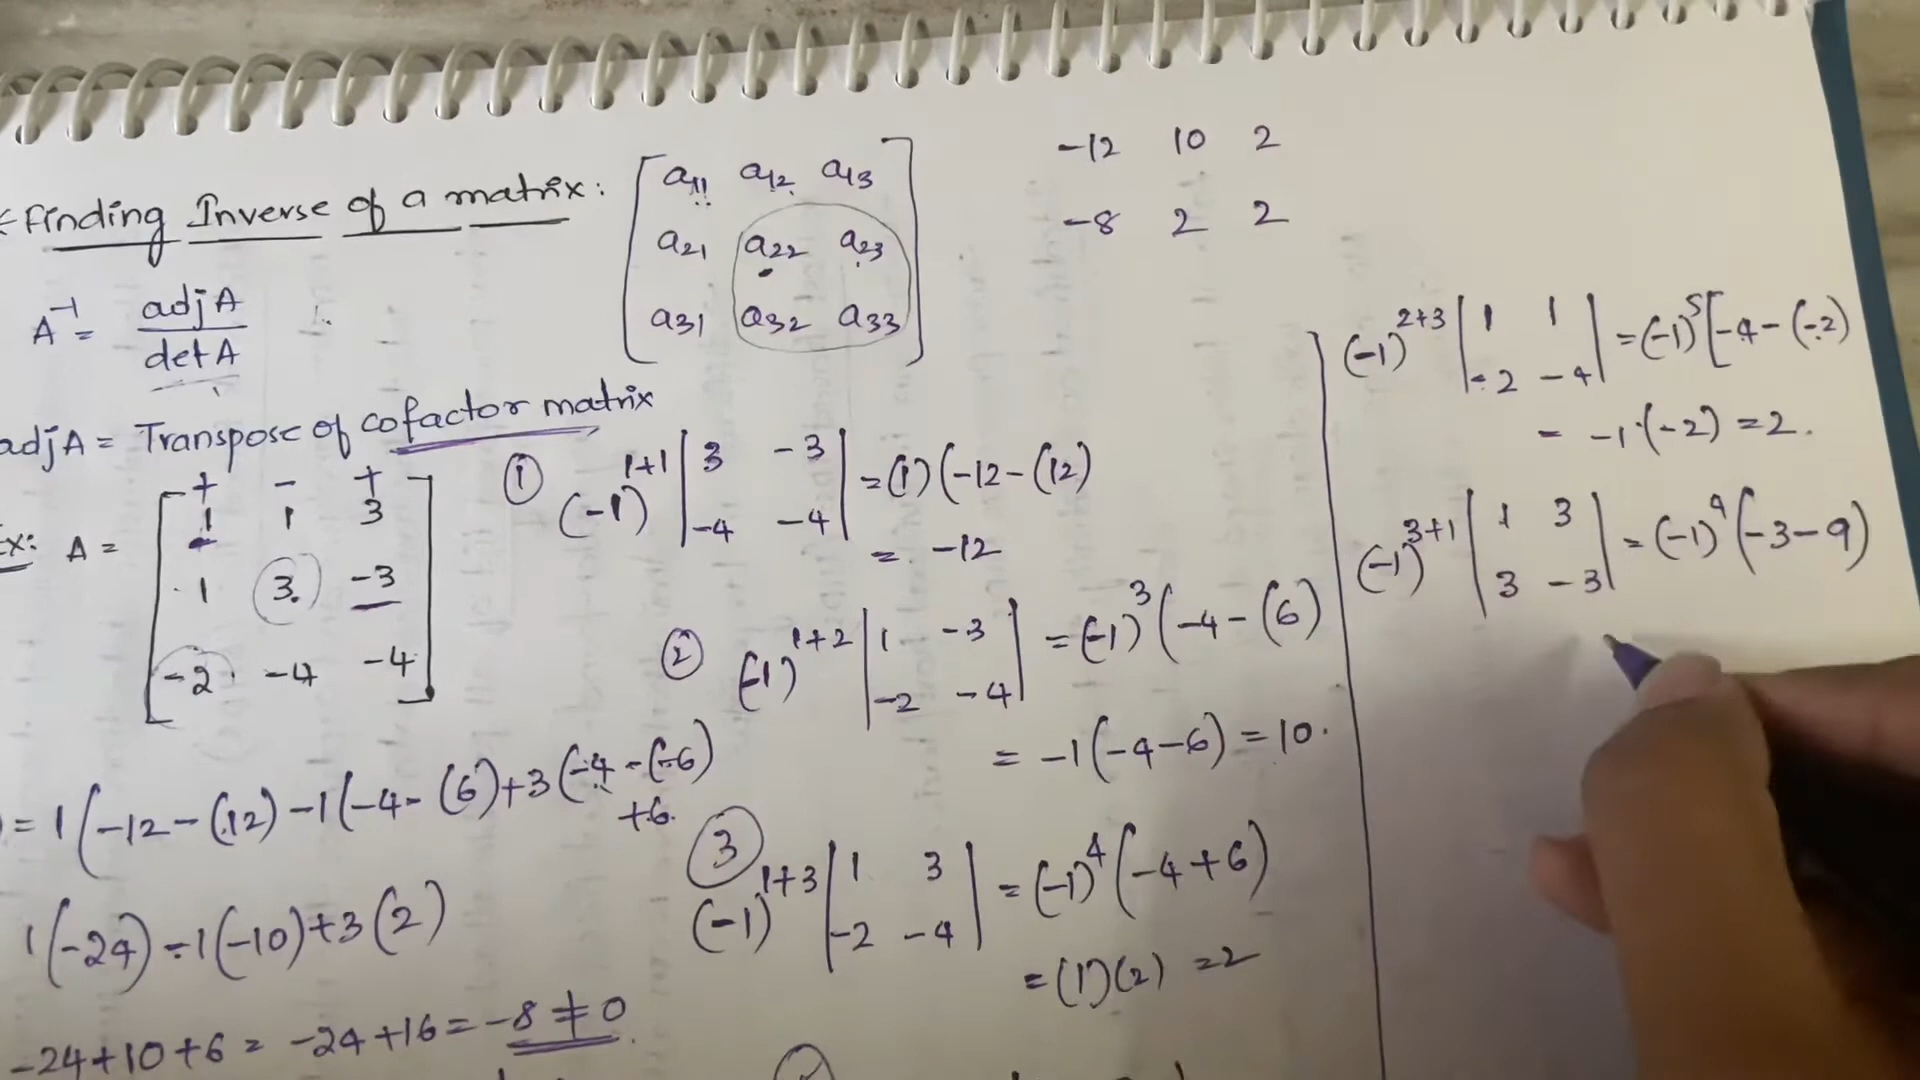 Finding Inverse of a matrix:
a11 a12 a13
a21 a22 a23
a31 a32 a33
-12 10 2
-8 2 2
A^-1 = adj A / det A
adj A = Transpose of cofactor matrix
+ - +
Ex: A =
1 1 3
1 3 -3
-2 -4 -4
= 1(-12-(12) -1(-4-(6)+3(-4-(-6)
+6
1(-24) -1(-10)+3(2)
-24+10+6 = -24+16 = -8 ≠ 0
① (-1)^1+1 | 3 -3 | = (1)(-12-(12)
-4 -4
= -12
② (-1)^1+2 | 1 -3 | = (-1)^3 (-4-(6)
-2 -4
= -1(-4-6) = 10.
③ (-1)^1+3 | 1 3 | = (-1)^4 (-4+6)
-2 -4
= (1)(2) = 2
(-1)^2+3 | 1 1 | = (-1)^5 [-4-(-2)
-2 -4
= -1·(-2) = 2.
(-1)^3+1 | 1 3 | = (-1)^4 (-3-9)
3 -3